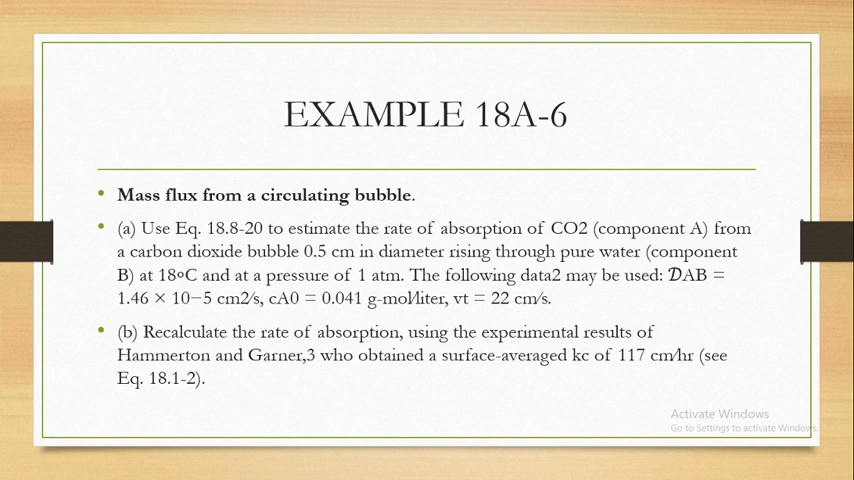 EXAMPLE 18A-6
• Mass flux from a circulating bubble.
• (a) Use Eq. 18.8-20 to estimate the rate of absorption of CO2 (component A) from
a carbon dioxide bubble 0.5 cm in diameter rising through pure water (component
B) at 18ºC and at a pressure of 1 atm. The following data2 may be used: 𝒟AB =
1.46 × 10−5 cm2/s, cA0 = 0.041 g-mol/liter, vt = 22 cm/s.
• (b) Recalculate the rate of absorption, using the experimental results of
Hammerton and Garner,3 who obtained a surface-averaged kc of 117 cm/hr (see
Eq. 18.1-2).
Activate Windows
Go to Settings to activate Windows.